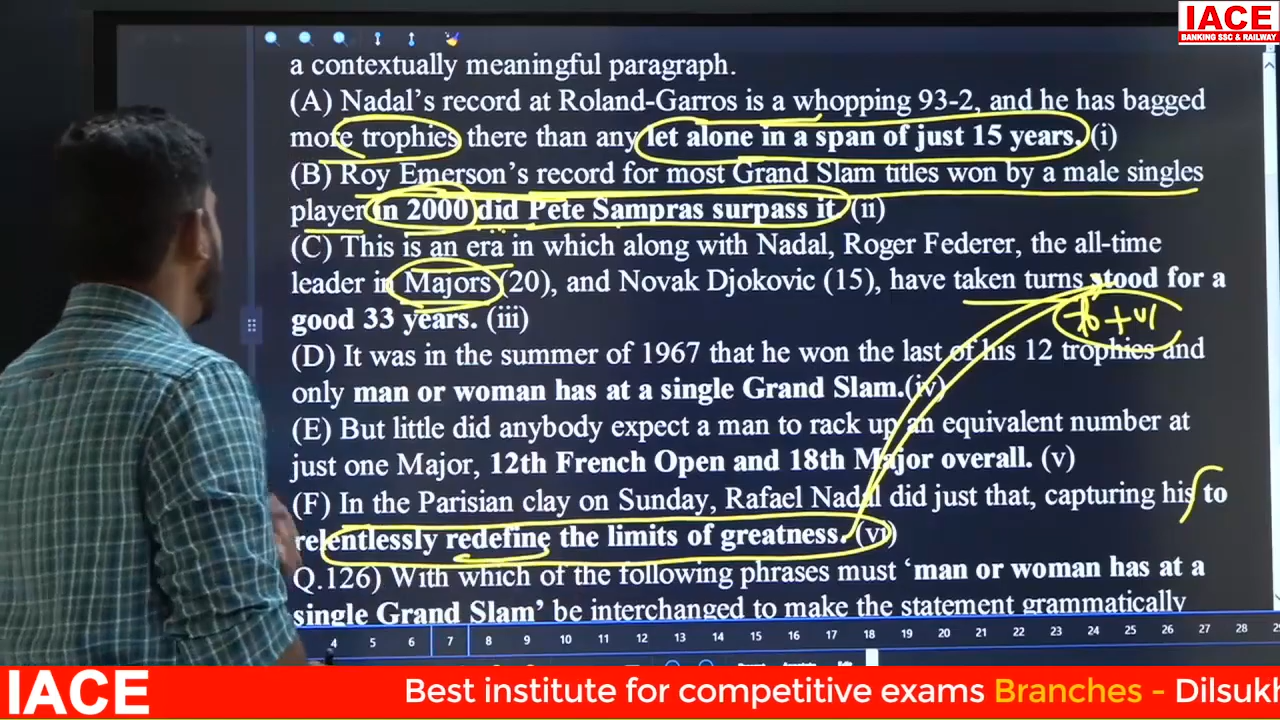 IACE
BANKING SSC & RAILWAY
a contextually meaningful paragraph.
(A) Nadal's record at Roland-Garros is a whopping 93-2, and he has bagged
more trophies there than any let alone in a span of just 15 years. (i)
(B) Roy Emerson's record for most Grand Slam titles won by a male singles
player in 2000 did Pete Sampras surpass it. (ii)
(C) This is an era in which along with Nadal, Roger Federer, the all-time
leader in Majors (20), and Novak Djokovic (15), have taken turns stood for a
to + v1
good 33 years. (iii)
(D) It was in the summer of 1967 that he won the last of his 12 trophies and
only man or woman has at a single Grand Slam.(iv)
(E) But little did anybody expect a man to rack up an equivalent number at
just one Major, 12th French Open and 18th Major overall. (v)
(F) In the Parisian clay on Sunday, Rafael Nadal did just that, capturing his to
relentlessly redefine the limits of greatness. (vi)
Q.126) With which of the following phrases must 'man or woman has at a
single Grand Slam' be interchanged to make the statement grammatically
4 5 6 7 8 9 10 11 12 13 14 15 16 17 18 19 20 21 22 23 24 25 26 27 28
IACE
Best institute for competitive exams Branches - Dilsukh